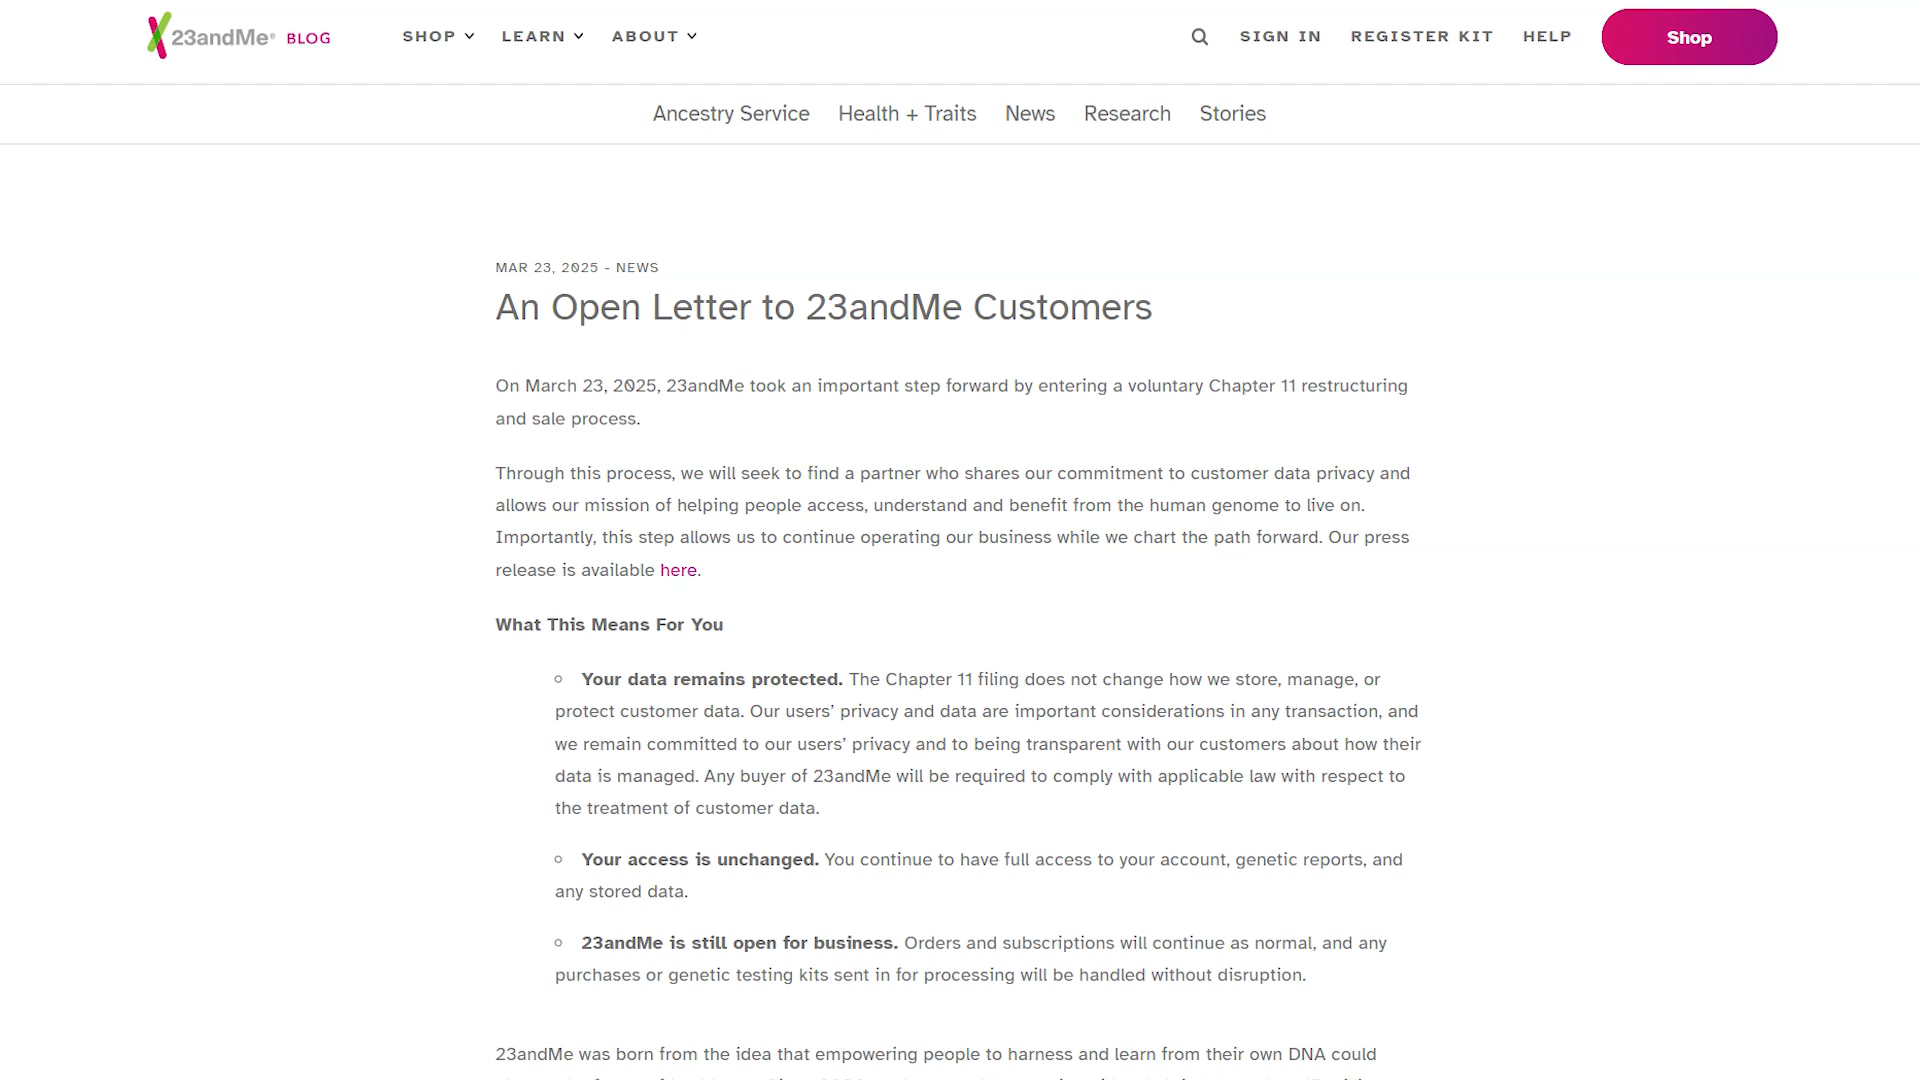 23andMe® BLOG SHOP LEARN ABOUT SIGN IN REGISTER KIT HELP Shop
Ancestry Service Health + Traits News Research Stories
MAR 23, 2025 - NEWS
An Open Letter to 23andMe Customers
On March 23, 2025, 23andMe took an important step forward by entering a voluntary Chapter 11 restructuring
and sale process.
Through this process, we will seek to find a partner who shares our commitment to customer data privacy and
allows our mission of helping people access, understand and benefit from the human genome to live on.
Importantly, this step allows us to continue operating our business while we chart the path forward. Our press
release is available here.
What This Means For You
Your data remains protected. The Chapter 11 filing does not change how we store, manage, or
protect customer data. Our users’ privacy and data are important considerations in any transaction, and
we remain committed to our users’ privacy and to being transparent with our customers about how their
data is managed. Any buyer of 23andMe will be required to comply with applicable law with respect to
the treatment of customer data.
Your access is unchanged. You continue to have full access to your account, genetic reports, and
any stored data.
23andMe is still open for business. Orders and subscriptions will continue as normal, and any
purchases or genetic testing kits sent in for processing will be handled without disruption.
23andMe was born from the idea that empowering people to harness and learn from their own DNA could